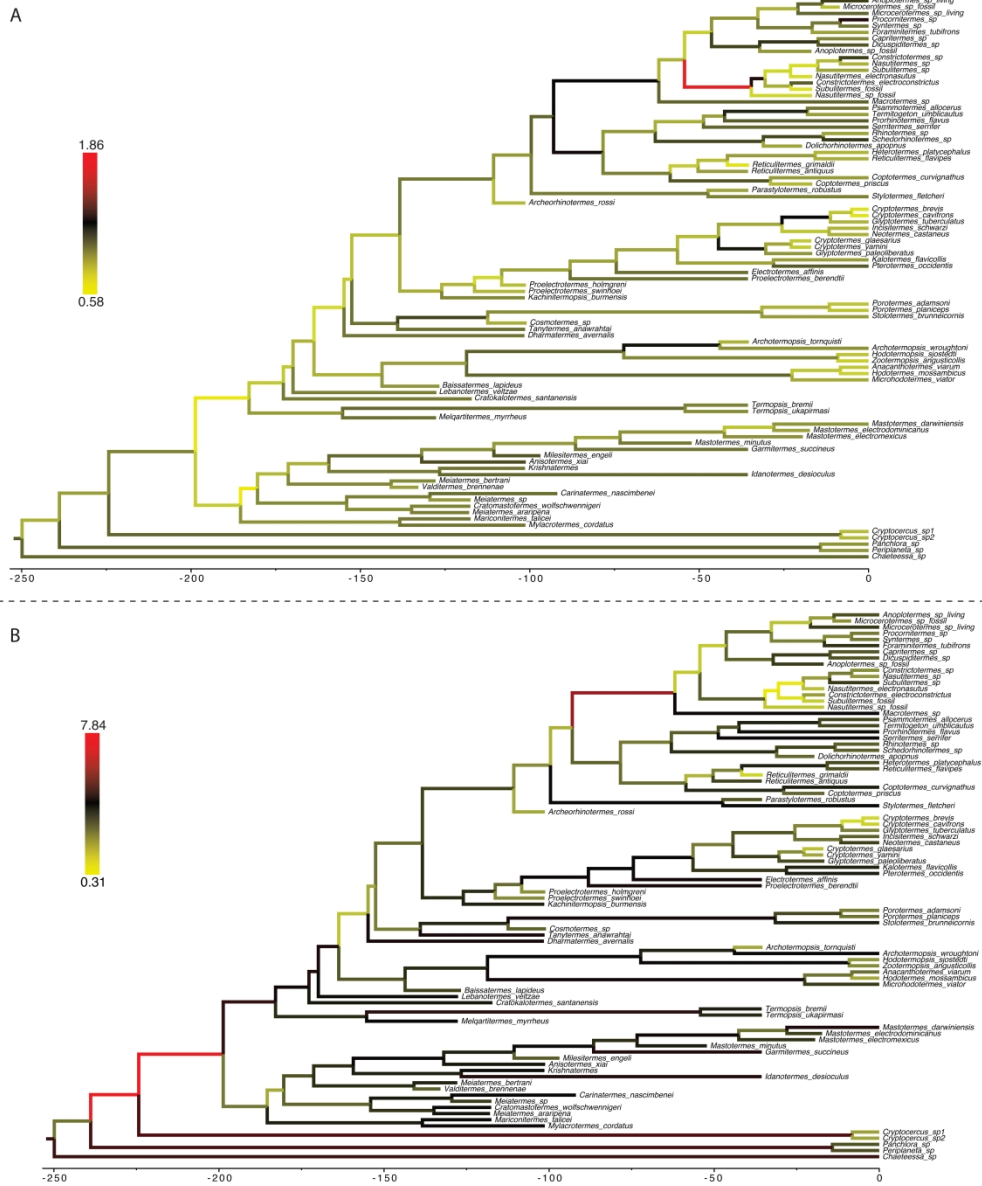 A
Anoplotermes_sp_living
Microcerotermes_sp_fossil
Microcerotermes_sp_living
Procornitermes_sp
Syntermes_sp
Foraminitermes_tubifrons
Capritermes_sp
Dicuspiditermes_sp
Anoplotermes_sp_fossil
Constrictotermes_sp
Nasutitermes_sp
Subulitermes_sp
Nasutitermes_electronasutus
Constrictotermes_electroconstrictus
Subulitermes_fossil
Nasutitermes_sp_fossil
Macrotermes_sp
Psammotermes_allocerus
Termitogeton_umblicautus
Prorhinotermes_flavus
Serritermes_serrifer
Rhinotermes_sp
Schedorhinotermes_sp
Dolichorhinotermes_apopnus
Heterotermes_platycephalus
Reticulitermes_flavipes
Reticulitermes_grimaldii
Reticulitermes_antiquus
Coptotermes_curvignathus
Coptotermes_priscus
Parastylotermes_robustus
Stylotermes_fletcheri
Archeorhinotermes_rossi
Cryptotermes_brevis
Cryptotermes_cavifrons
Glyptotermes_tuberculatus
Incisitermes_schwarzi
Neotermes_castaneus
Cryptotermes_glaesarius
Cryptotermes_yamini
Glyptotermes_paleoliberatus
Kalotermes_flavicollis
Pterotermes_occidentis
Electrotermes_affinis
Proelectrotermes_berendtii
Proelectrotermes_holmgreni
Proelectrotermes_swinhoei
Kachinitermopsis_burmensis
Porotermes_adamsoni
Porotermes_planiceps
Stolotermes_brunneicornis
Cosmotermes_sp
Tanytermes_anawrahtai
Dharmatermes_avernalis
Archotermopsis_tornquisti
Archotermopsis_wroughtoni
Hodotermopsis_sjostedti
Zootermopsis_angusticollis
Anacanthotermes_viarum
Hodotermes_mossambicus
Microhodotermes_viator
Baissatermes_lapideus
Lebanotermes_veltzae
Cratokalotermes_santanensis
Termopsis_bremii
Termopsis_ukapirmasi
Melqartitermes_myrrheus
Mastotermes_darwiniensis
Mastotermes_electrodominicanus
Mastotermes_electromexicus
Mastotermes_minutus
Garmitermes_succineus
Milesitermes_engeli
Anisotermes_xiai
Krishnatermes
Idanotermes_desioculus
Meiatermes_bertrani
Valditermes_brennenae
Carinatermes_nascimbenei
Meiatermes_sp
Cratomastotermes_wolfschwennigeri
Meiatermes_araripena
Mariconitermes_talicei
Mylacrotermes_cordatus
Cryptocercus_sp1
Cryptocercus_sp2
Panchlora_sp
Periplaneta_sp
Chaeteessa_sp
1.86
0.58
-250 -200 -150 -100 -50 0
B
Anoplotermes_sp_living
Microcerotermes_sp_fossil
Microcerotermes_sp_living
Procornitermes_sp
Syntermes_sp
Foraminitermes_tubifrons
Capritermes_sp
Dicuspiditermes_sp
Anoplotermes_sp_fossil
Constrictotermes_sp
Nasutitermes_sp
Subulitermes_sp
Nasutitermes_electronasutus
Constrictotermes_electroconstrictus
Subulitermes_fossil
Nasutitermes_sp_fossil
Macrotermes_sp
Psammotermes_allocerus
Termitogeton_umblicautus
Prorhinotermes_flavus
Serritermes_serrifer
Rhinotermes_sp
Schedorhinotermes_sp
Dolichorhinotermes_apopnus
Heterotermes_platycephalus
Reticulitermes_flavipes
Reticulitermes_grimaldii
Reticulitermes_antiquus
Coptotermes_curvignathus
Coptotermes_priscus
Parastylotermes_robustus
Stylotermes_fletcheri
Archeorhinotermes_rossi
Cryptotermes_brevis
Cryptotermes_cavifrons
Glyptotermes_tuberculatus
Incisitermes_schwarzi
Neotermes_castaneus
Cryptotermes_glaesarius
Cryptotermes_yamini
Glyptotermes_paleoliberatus
Kalotermes_flavicollis
Pterotermes_occidentis
Electrotermes_affinis
Proelectrotermes_berendtii
Proelectrotermes_holmgreni
Proelectrotermes_swinhoei
Kachinitermopsis_burmensis
Porotermes_adamsoni
Porotermes_planiceps
Stolotermes_brunneicornis
Cosmotermes_sp
Tanytermes_anawrahtai
Dharmatermes_avernalis
Archotermopsis_tornquisti
Archotermopsis_wroughtoni
Hodotermopsis_sjostedti
Zootermopsis_angusticollis
Anacanthotermes_viarum
Hodotermes_mossambicus
Microhodotermes_viator
Baissatermes_lapideus
Lebanotermes_veltzae
Cratokalotermes_santanensis
Termopsis_bremii
Termopsis_ukapirmasi
Melqartitermes_myrrheus
Mastotermes_darwiniensis
Mastotermes_electrodominicanus
Mastotermes_electromexicus
Mastotermes_minutus
Garmitermes_succineus
Milesitermes_engeli
Anisotermes_xiai
Krishnatermes
Idanotermes_desioculus
Meiatermes_bertrani
Valditermes_brennenae
Carinatermes_nascimbenei
Meiatermes_sp
Cratomastotermes_wolfschwennigeri
Meiatermes_araripena
Mariconitermes_talicei
Mylacrotermes_cordatus
Cryptocercus_sp1
Cryptocercus_sp2
Panchlora_sp
Periplaneta_sp
Chaeteessa_sp
7.84
0.31
-250 -200 -150 -100 -50 0